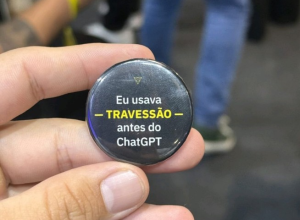 Eu usava
— TRAVESSÃO —
antes do
ChatGPT